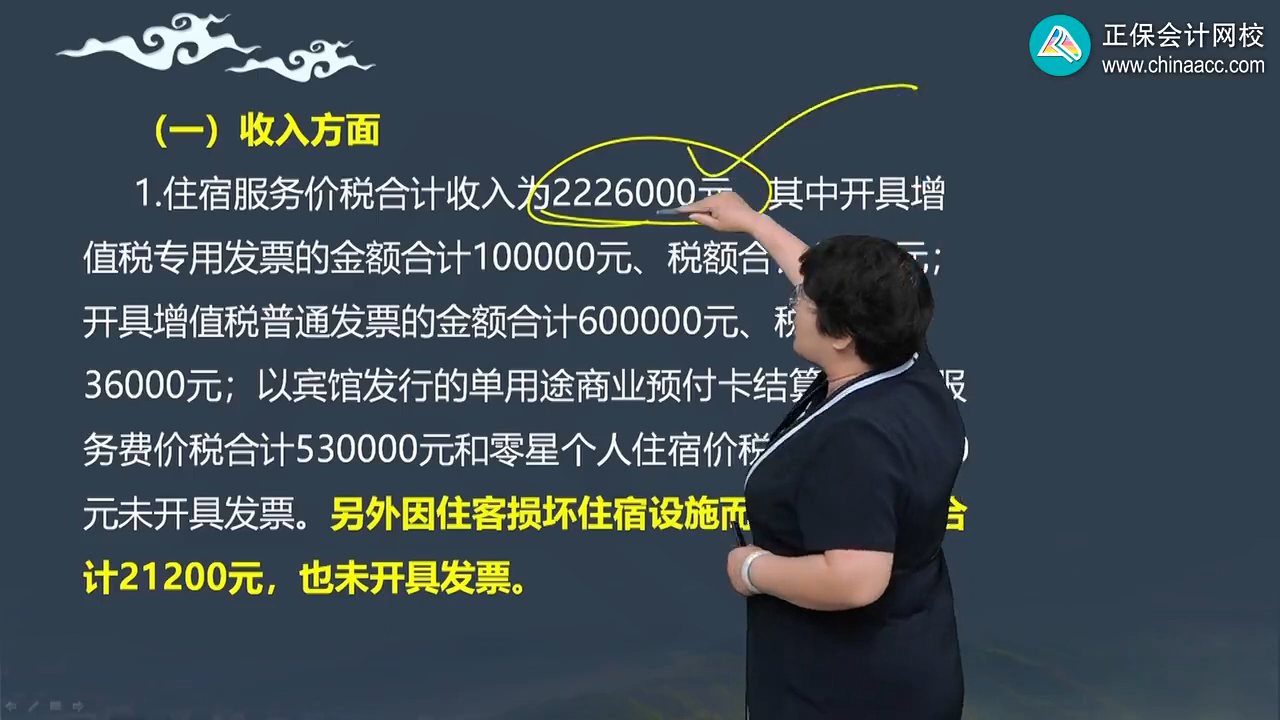 正保会计网校
www.chinaacc.com
（一）收入方面
1.住宿服务价税合计收入为2226000元 其中开具增
值税专用发票的金额合计100000元、税额合 元；
开具增值税普通发票的金额合计600000元、税
36000元；以宾馆发行的单用途商业预付卡结算 服
务费价税合计530000元和零星个人住宿价税 0
元未开具发票。另外因住客损坏住宿设施而 合
计21200元，也未开具发票。